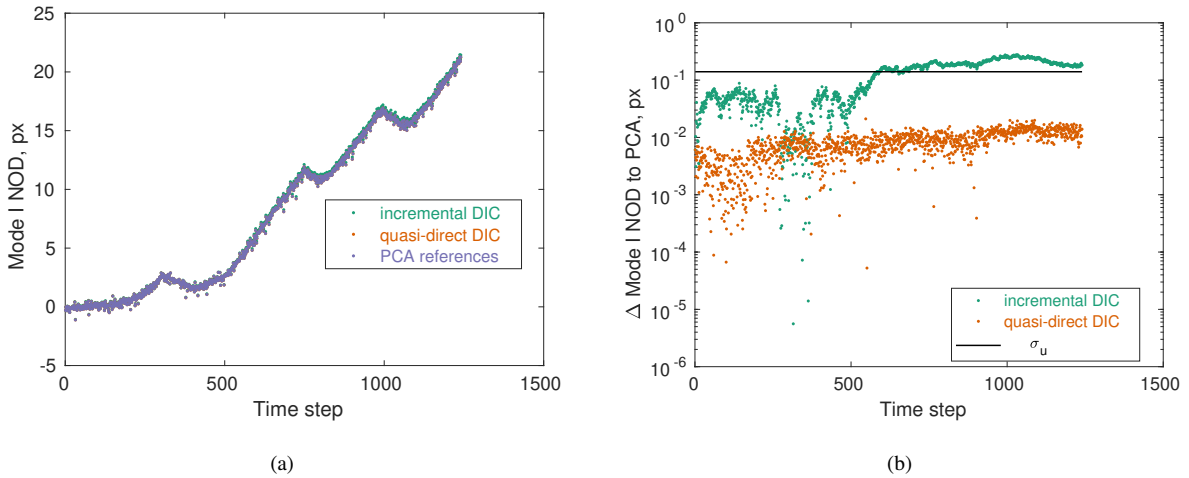 25
20
15
10
5
0
-5
0
500
1000
1500
Mode I NOD, px
Time step
incremental DIC
quasi-direct DIC
PCA references
(a)
10^0
10^-1
10^-2
10^-3
10^-4
10^-5
10^-6
0
500
1000
1500
Δ Mode I NOD to PCA, px
Time step
incremental DIC
quasi-direct DIC
σ_u
(b)